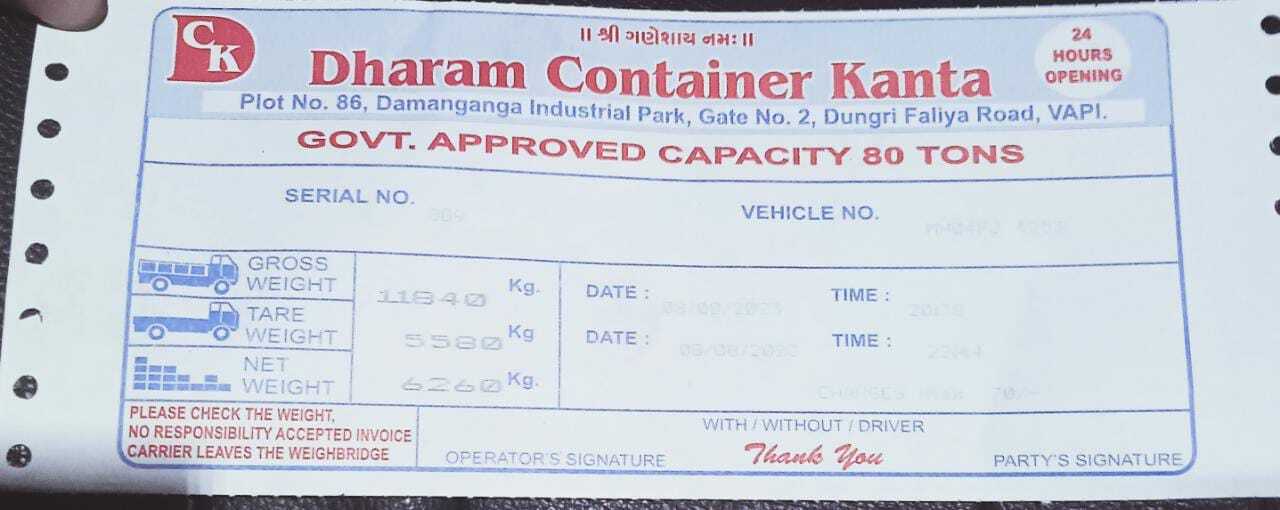 CK
॥ श्री गणेशाय नमः ॥
24
HOURS
OPENING
Dharam Container Kanta
Plot No. 86, Damanganga Industrial Park, Gate No. 2, Dungri Faliya Road, VAPI.
GOVT. APPROVED CAPACITY 80 TONS
SERIAL NO.
VEHICLE NO.
GROSS WEIGHT 11840 Kg. DATE : TIME :
TARE WEIGHT 5580 Kg DATE : TIME :
NET WEIGHT 6260 Kg.
70/-
PLEASE CHECK THE WEIGHT,
NO RESPONSIBILITY ACCEPTED INVOICE
CARRIER LEAVES THE WEIGHBRIDGE
WITH / WITHOUT / DRIVER
OPERATOR'S SIGNATURE Thank You PARTY'S SIGNATURE